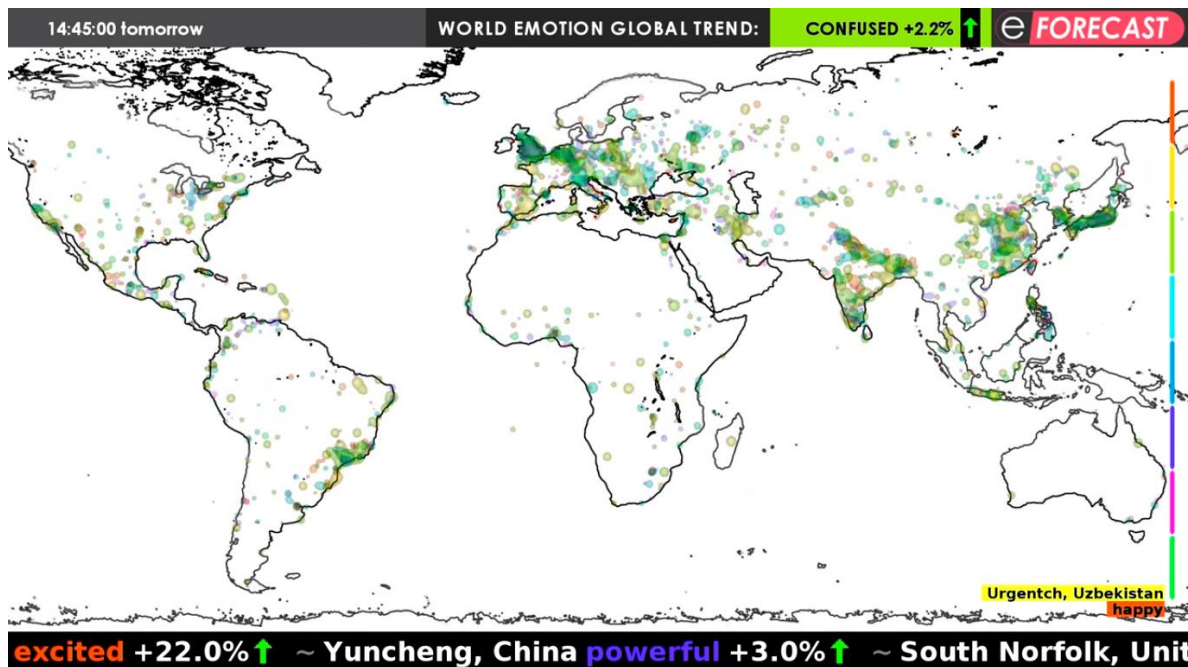 14:45:00 tomorrow WORLD EMOTION GLOBAL TREND: CONFUSED +2.2% ↑ e FORECAST
Urgentch, Uzbekistan
happy
excited +22.0% ↑ ~ Yuncheng, China powerful +3.0% ↑ ~ South Norfolk, Unit